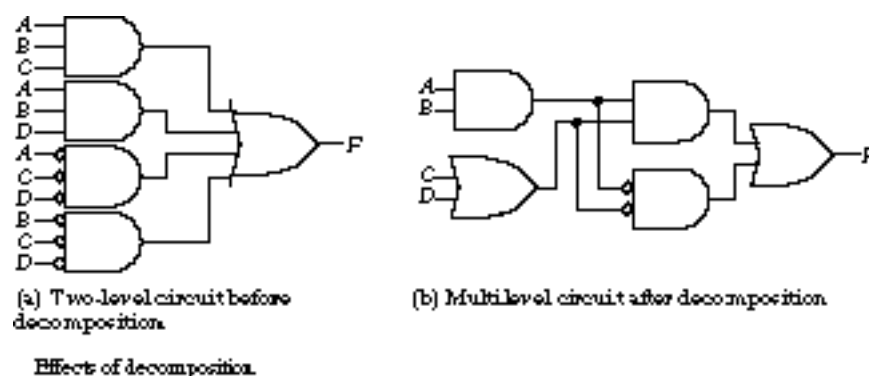 A
B
C
A
B
D
A
C
D
B
C
D
F
(a) Two-level circuit before
decomposition.
A
B
C
D
F
(b) Multilevel circuit after decomposition
Effects of decomposition.